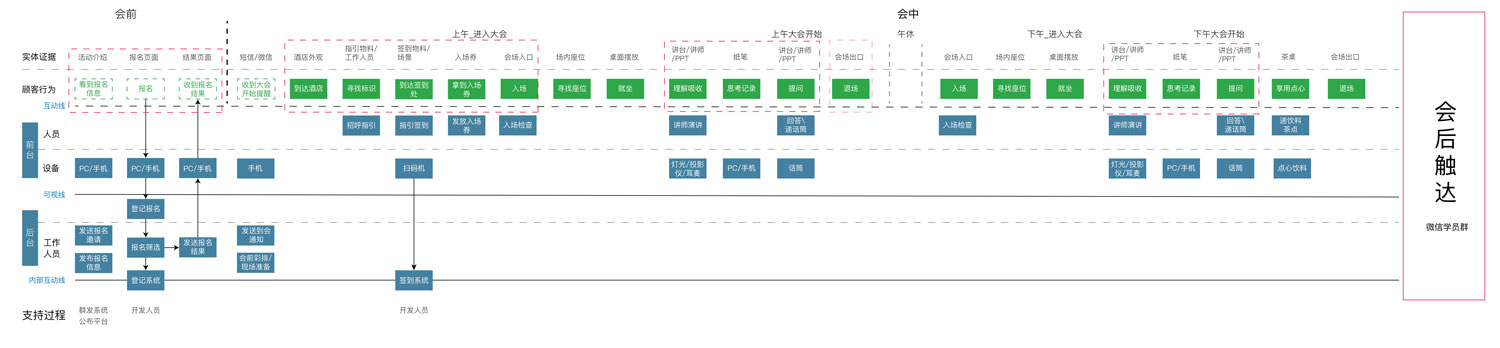 会前
会中
上午_进入大会
上午大会开始
午休
下午_进入大会
下午大会开始
实体证据
活动介绍
报名页面
结果页面
短信/微信
酒店外观
指引物料/
工作人员
签到物料/
场景
入场券
会场入口
场内座位
桌面摆放
讲台/讲师
/PPT
纸笔
讲台/讲师
/PPT
会场出口
会场入口
场内座位
桌面摆放
讲台/讲师
/PPT
纸笔
讲台/讲师
/PPT
茶桌
会场出口
顾客行为
看到报名
信息
报名
收到报名
结果
收到大会
开始提醒
到达酒店
寻找标识
到达签到
处
拿到入场
券
入场
寻找座位
就坐
理解吸收
思考记录
提问
退场
入场
寻找座位
就坐
理解吸收
思考记录
提问
享用点心
退场
互动线
前
台
人员
招呼指引
指引签到
发放入场
券
入场检查
讲师演讲
回答\
递话筒
入场检查
讲师演讲
回答\
递话筒
递饮料
茶点
设备
PC/手机
PC/手机
PC/手机
手机
扫码机
灯光/投影
仪/耳麦
PC/手机
话筒
灯光/投影
仪/耳麦
PC/手机
话筒
点心饮料
可视线
登记报名
后
台
工作
人员
发送报名
邀请
发布报名
信息
报名筛选
发送报名
结果
发送到会
通知
会前彩排/
现场准备
内部互动线
登记系统
签到系统
支持过程
群发系统
公布平台
开发人员
开发人员
会
后
触
达
微信学员群